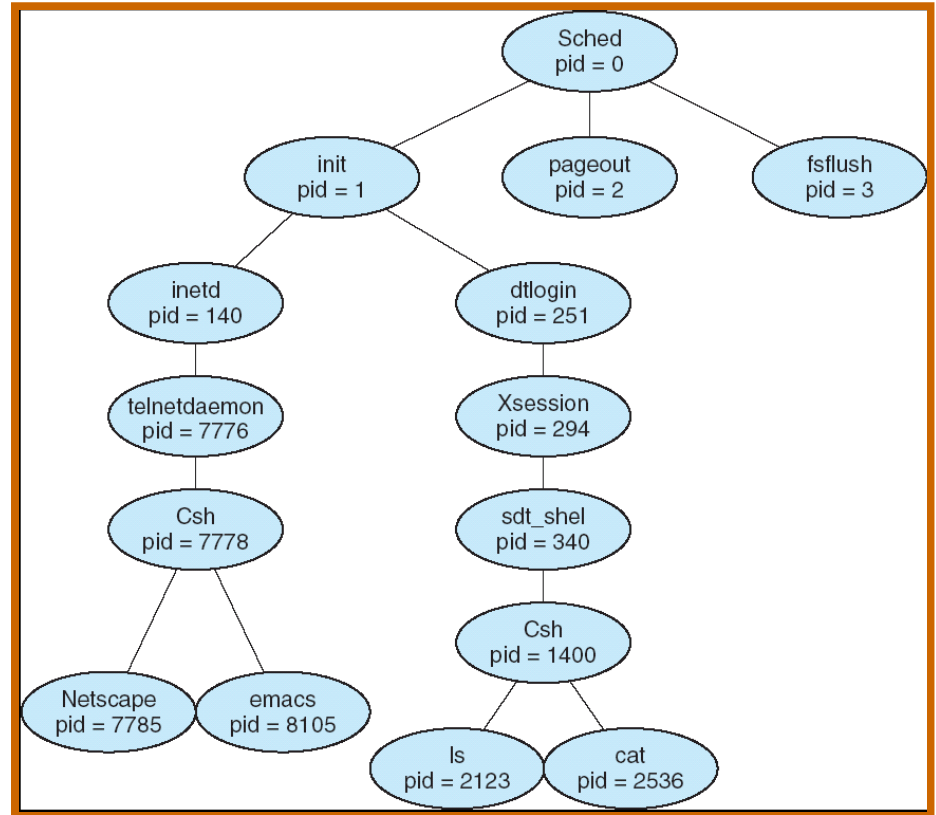 Sched
pid = 0
init
pid = 1
pageout
pid = 2
fsflush
pid = 3
inetd
pid = 140
dtlogin
pid = 251
telnetdaemon
pid = 7776
Xsession
pid = 294
Csh
pid = 7778
sdt_shel
pid = 340
Csh
pid = 1400
Netscape
pid = 7785
emacs
pid = 8105
ls
pid = 2123
cat
pid = 2536